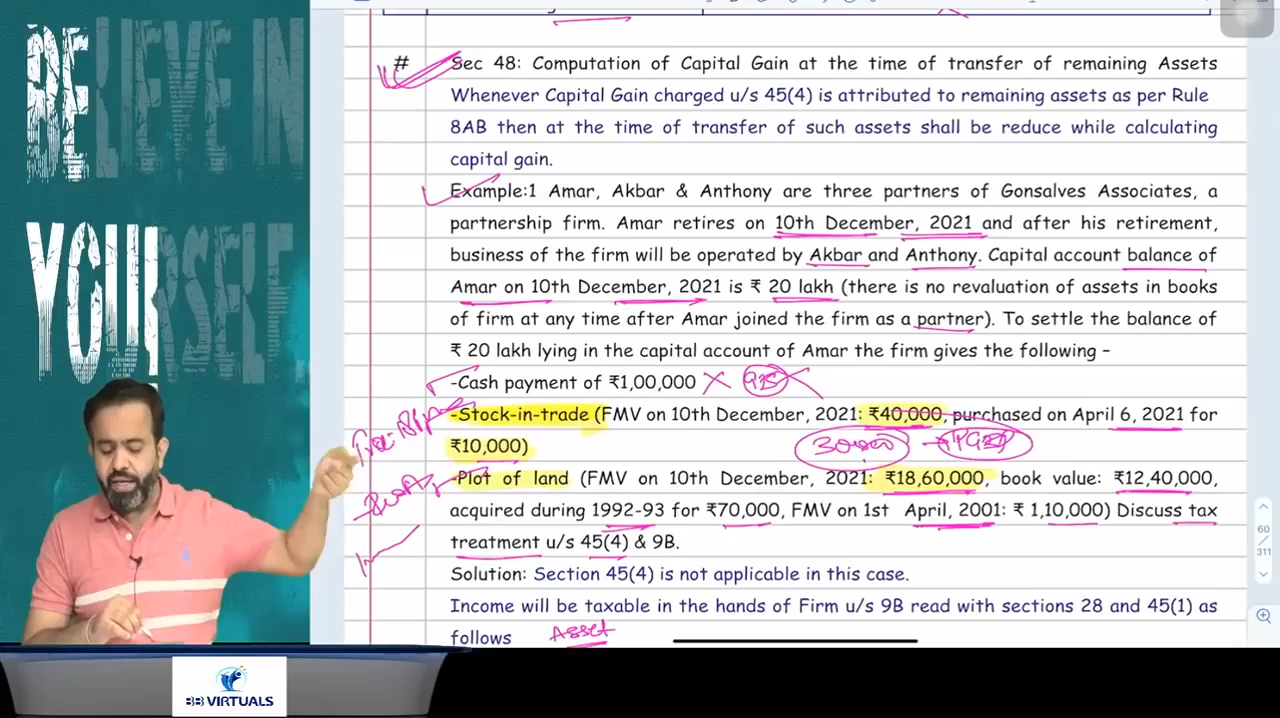 BELIEVE IN
YOURSELF
# Sec 48: Computation of Capital Gain at the time of transfer of remaining Assets
Whenever Capital Gain charged u/s 45(4) is attributed to remaining assets as per Rule
8AB then at the time of transfer of such assets shall be reduce while calculating
capital gain.
Example:1 Amar, Akbar & Anthony are three partners of Gonsalves Associates, a
partnership firm. Amar retires on 10th December, 2021 and after his retirement,
business of the firm will be operated by Akbar and Anthony. Capital account balance of
Amar on 10th December, 2021 is ₹ 20 lakh (there is no revaluation of assets in books
of firm at any time after Amar joined the firm as a partner). To settle the balance of
₹ 20 lakh lying in the capital account of Amar the firm gives the following –
-Cash payment of ₹1,00,000
-Stock-in-trade (FMV on 10th December, 2021: ₹40,000, purchased on April 6, 2021 for
₹10,000) 30000
-Plot of land (FMV on 10th December, 2021: ₹18,60,000, book value: ₹12,40,000,
acquired during 1992-93 for ₹70,000, FMV on 1st April, 2001: ₹ 1,10,000) Discuss tax
treatment u/s 45(4) & 9B.
Solution: Section 45(4) is not applicable in this case.
Income will be taxable in the hands of Firm u/s 9B read with sections 28 and 45(1) as
follows Asset
60
311
BB VIRTUALS